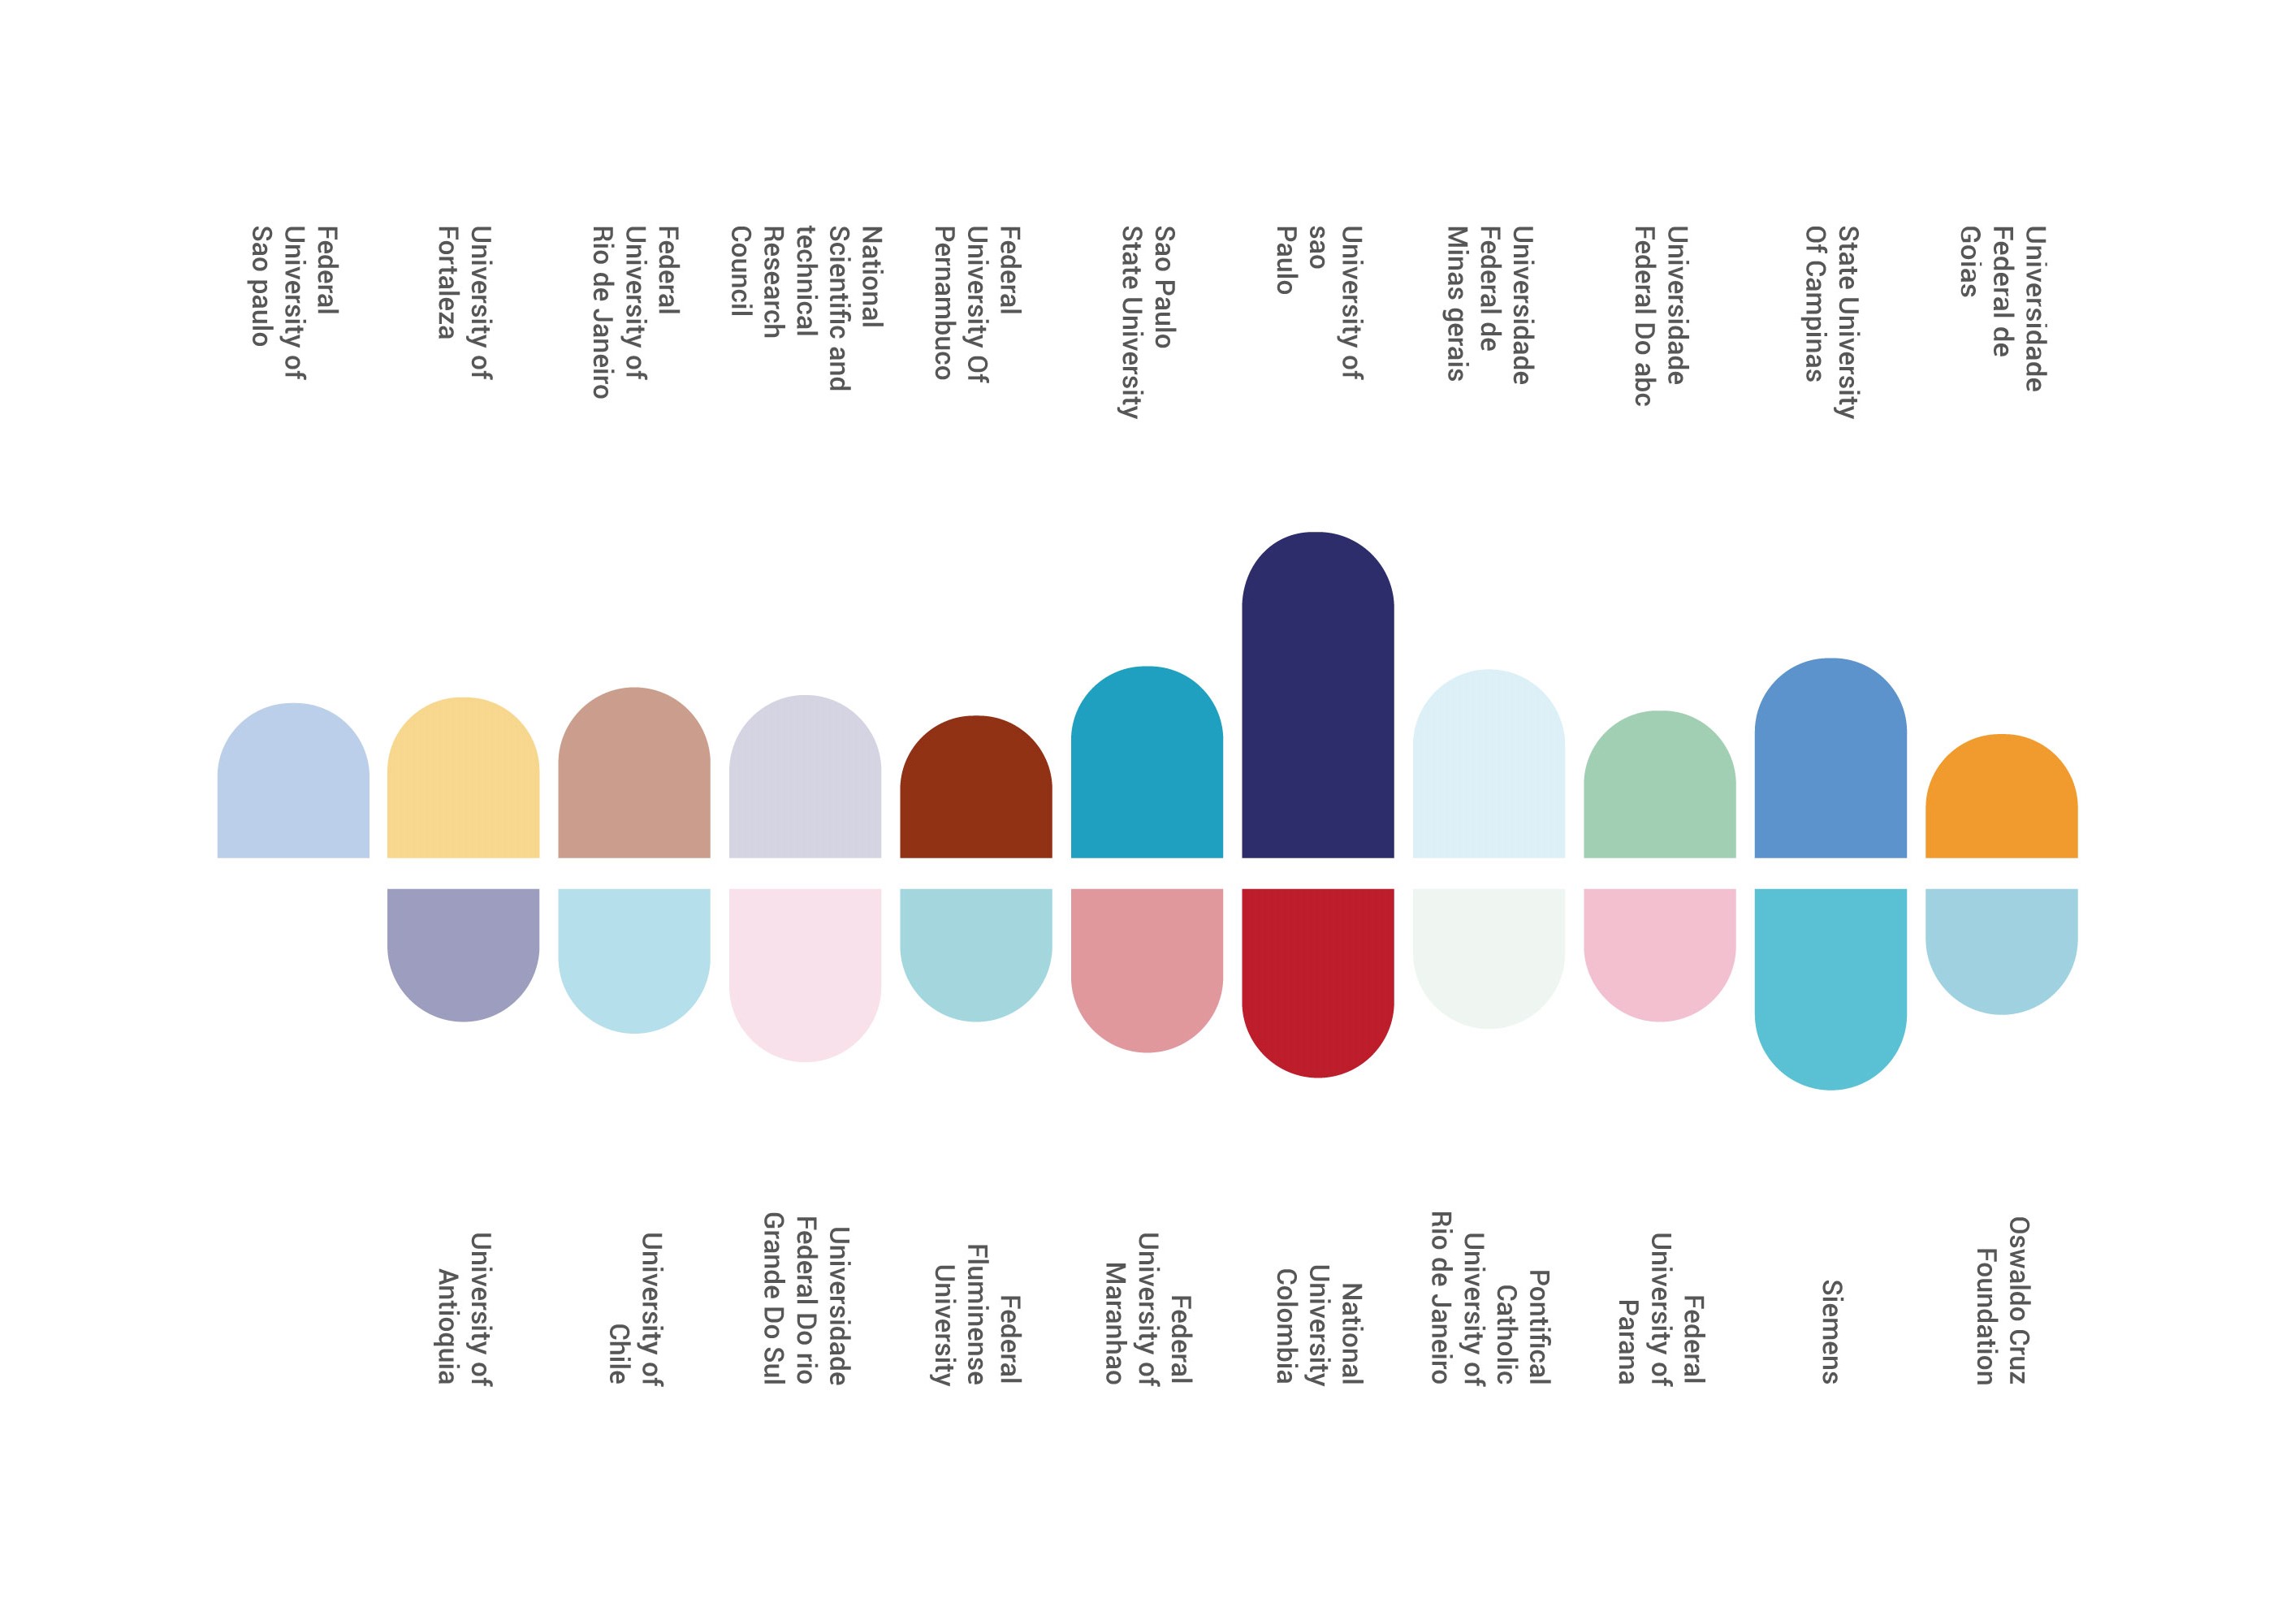 Federal
University of
Sao paulo
University of
Fortaleza
Federal
University of
Rio de Janeiro
National
Scientific and
technical
Research
Council
Federal
University Of
Pernambuco
Sao Paulo
State University
University of
sao
Paulo
Universidade
Federal de
Minas gerais
Universidade
Federal Do abc
State University
Of Campinas
Universidade
Federal de
Goias
University of
Antioquia
University of
Chile
Universidade
Federal Do rio
Grande Do Sul
Federal
Fluminense
University
Federal
University of
Maranhao
National
University
Colombia
Pontifical
Catholic
University of
Rio de Janeiro
Federal
University of
Parana
Siemens
Oswaldo Cruz
Foundation